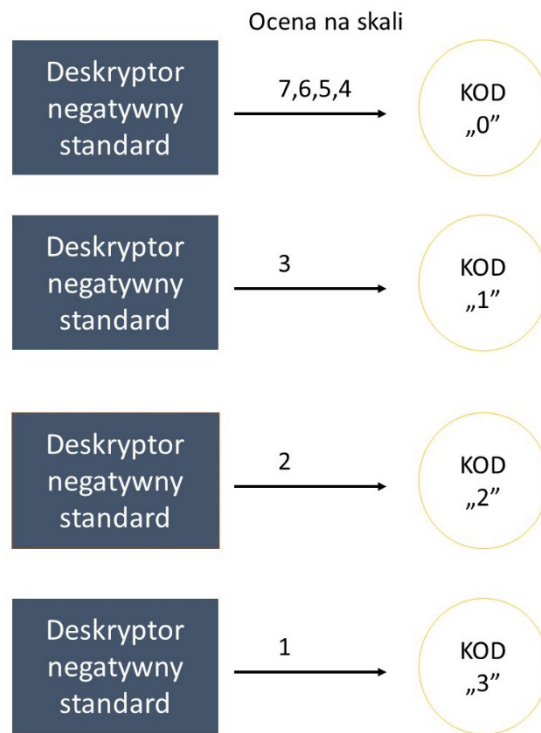 Ocena na skali
Deskryptor
negatywny
standard
7,6,5,4
KOD
„0”
Deskryptor
negatywny
standard
3
KOD
„1”
Deskryptor
negatywny
standard
2
KOD
„2”
Deskryptor
negatywny
standard
1
KOD
„3”